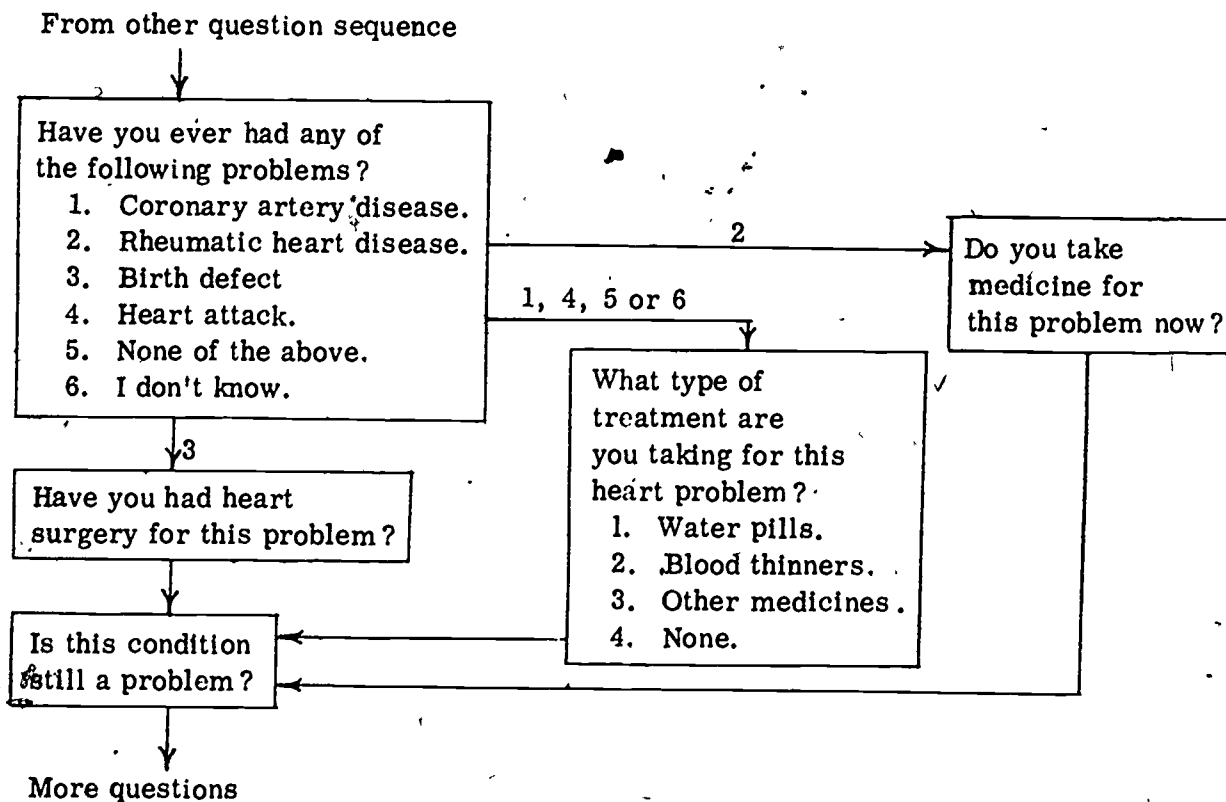 From other question sequence
Have you ever had any of
the following problems?
1. Coronary artery disease.
2. Rheumatic heart disease.
3. Birth defect
4. Heart attack.
5. None of the above.
6. I don't know.
2
1, 4, 5 or 6
3
Do you take
medicine for
this problem now?
What type of
treatment are
you taking for this
heart problem?
1. Water pills.
2. Blood thinners.
3. Other medicines.
4. None.
Have you had heart
surgery for this problem?
Is this condition
still a problem?
More questions